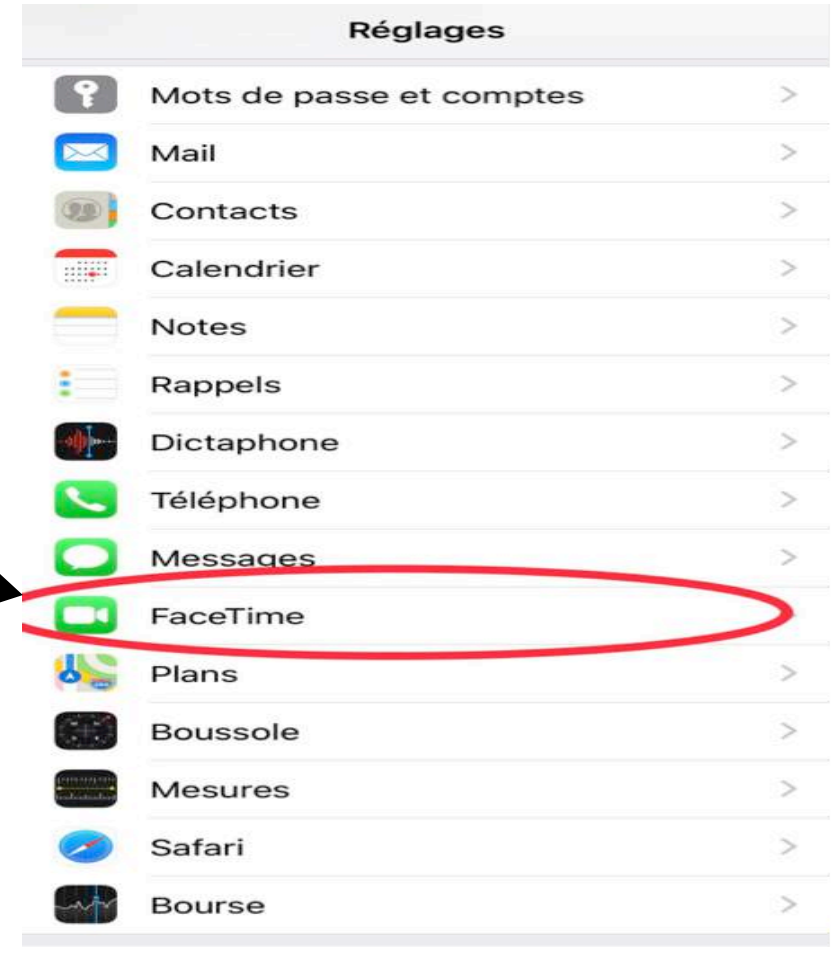 Réglages
Mots de passe et comptes
Mail
Contacts
Calendrier
Notes
Rappels
Dictaphone
Téléphone
Messages
FaceTime
Plans
Boussole
Mesures
Safari
Bourse